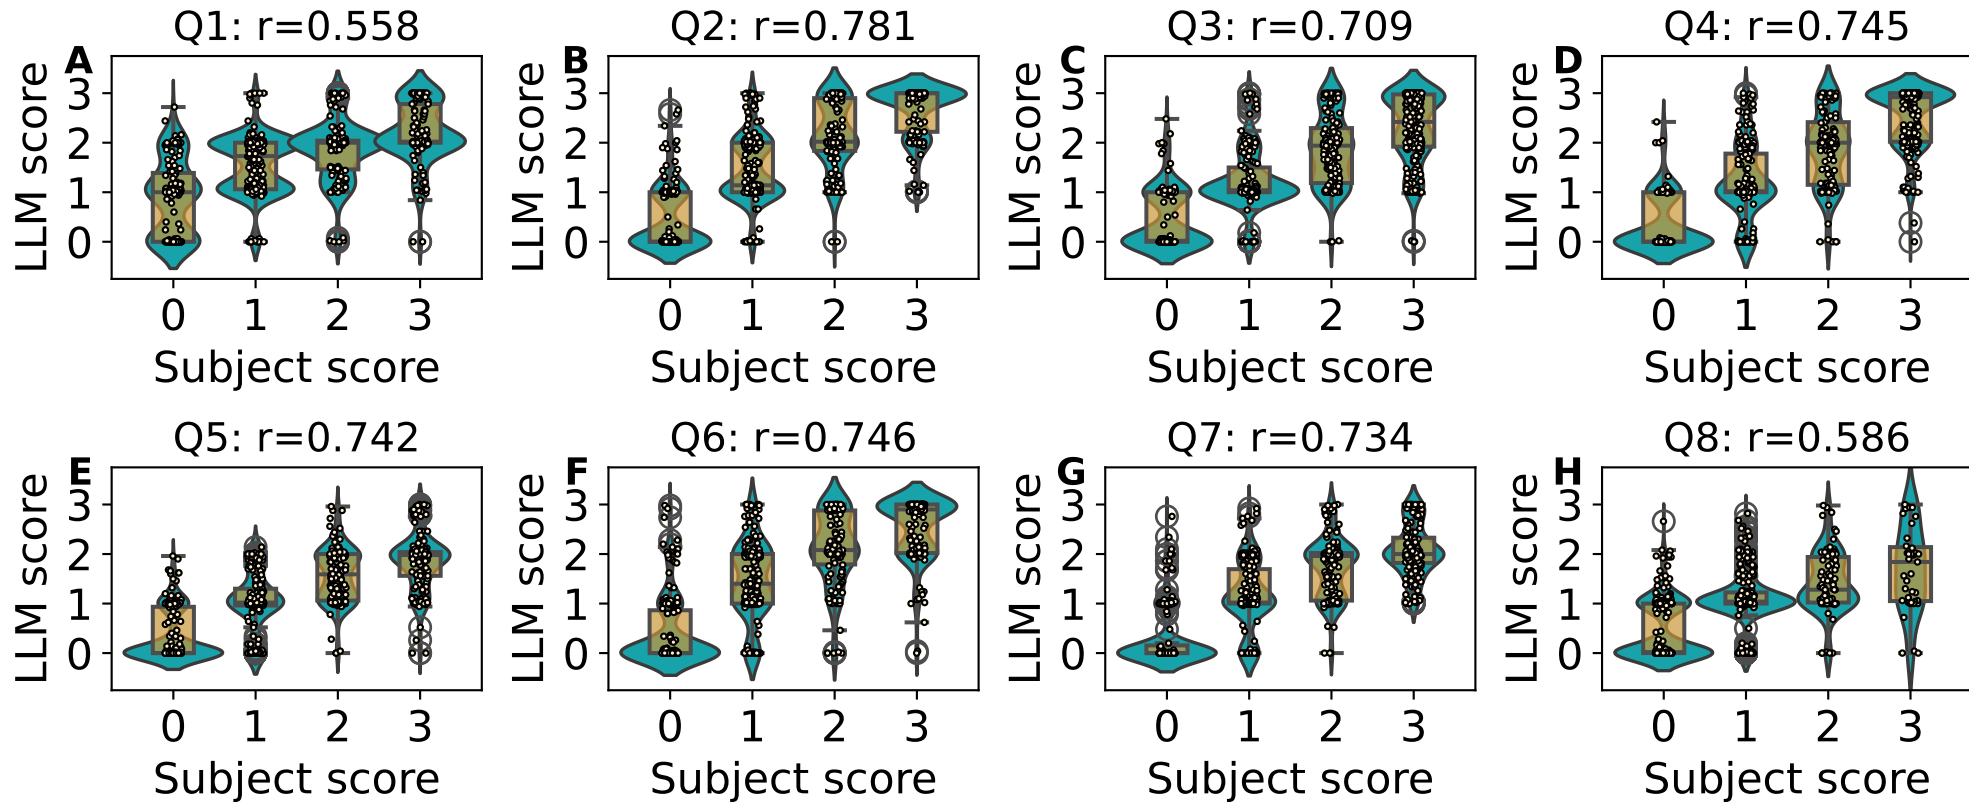 Q1: r=0.558
A
LLM score
3
2
1
0
0 1 2 3
Subject score
Q2: r=0.781
B
LLM score
3
2
1
0
0 1 2 3
Subject score
Q3: r=0.709
C
LLM score
3
2
1
0
0 1 2 3
Subject score
Q4: r=0.745
D
LLM score
3
2
1
0
0 1 2 3
Subject score
Q5: r=0.742
E
LLM score
3
2
1
0
0 1 2 3
Subject score
Q6: r=0.746
F
LLM score
3
2
1
0
0 1 2 3
Subject score
Q7: r=0.734
G
LLM score
3
2
1
0
0 1 2 3
Subject score
Q8: r=0.586
H
LLM score
3
2
1
0
0 1 2 3
Subject score